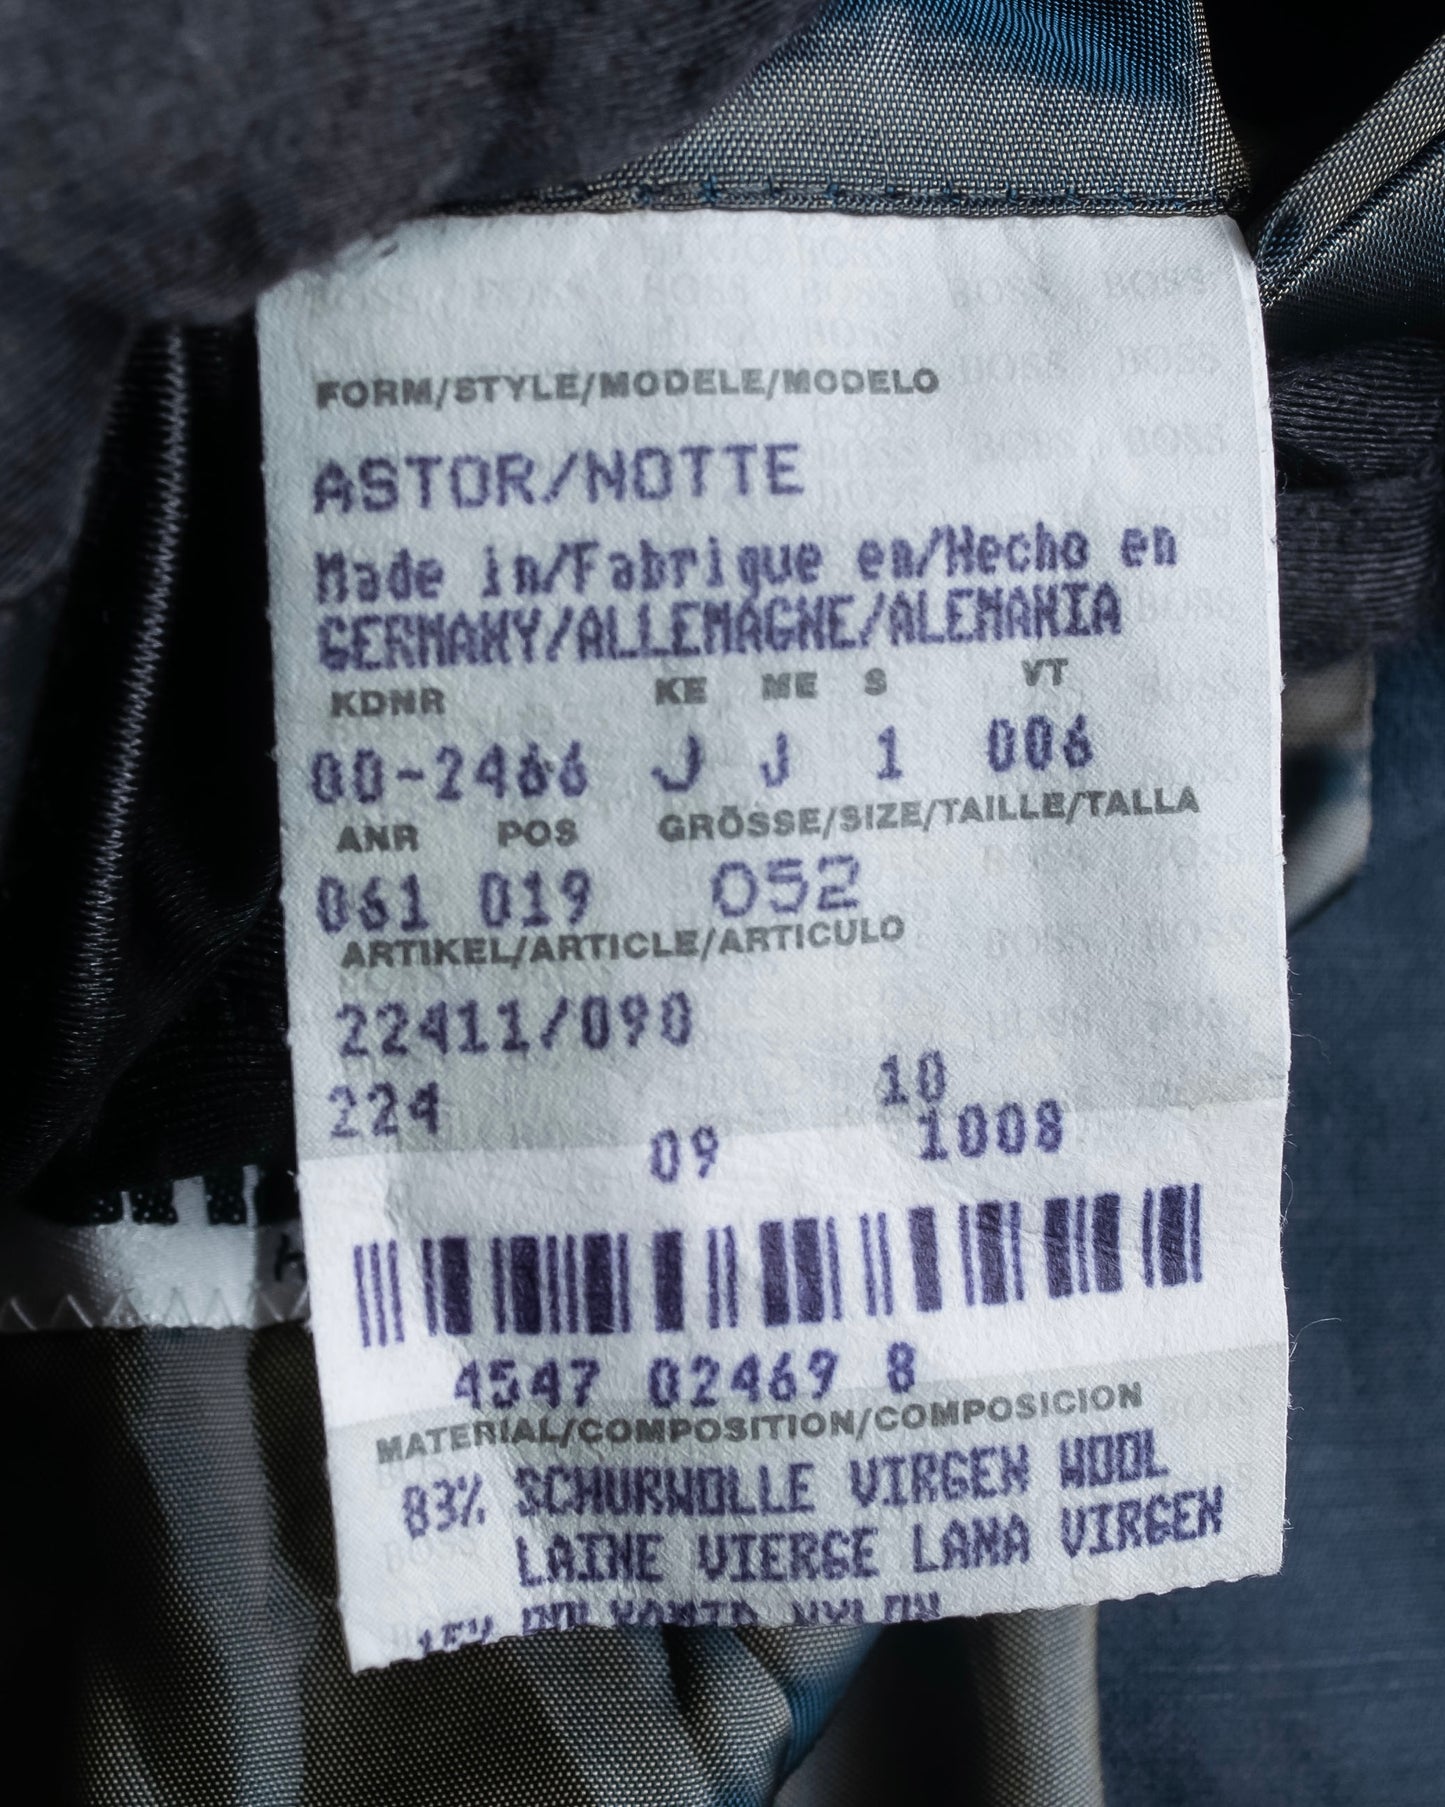 FORM/STYLE/MODELE/MODELO
ASTOR/NOTTE
Made in/Fabrique en/Hecho en
GERMANY/ALLEMAGNE/ALEMANIA
KDNR KE ME S VT
00-2466 J J 1 006
ANR POS GRÖSSE/SIZE/TAILLE/TALLA
061 019 052
ARTIKEL/ARTICLE/ARTICULO
22411/090
224 10
09 1008
4547 02469 8
MATERIAL/COMPOSITION/COMPOSICION
83% SCHURWOLLE VIRGEN WOOL
LAINE VIERGE LANA VIRGEN
POLYAMID NYLON